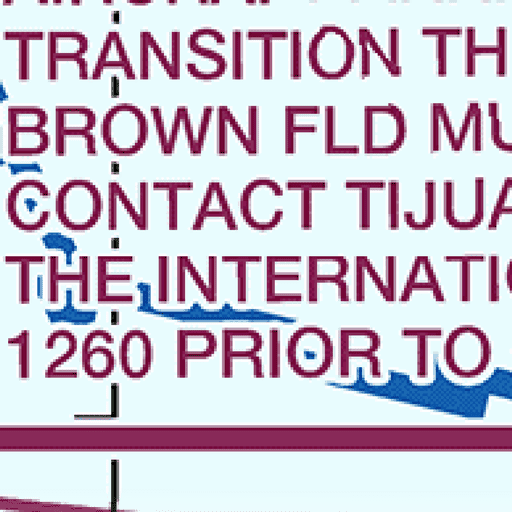 TRANSITION TH
BROWN FLD MU
CONTACT TIJUA
THE INTERNATIO
1260 PRIOR TO